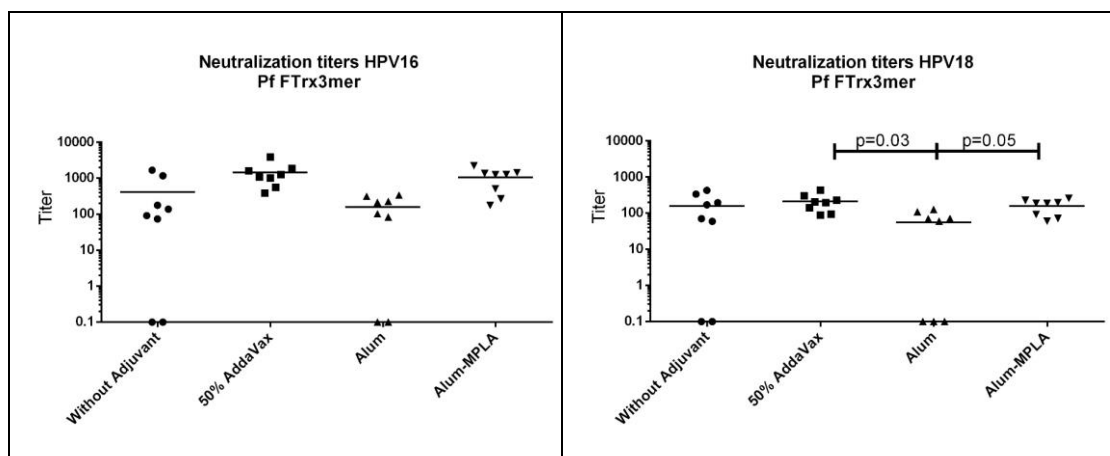 Neutralization titers HPV16
Pf FTrx3mer
Titer
10000
1000
100
10
1
0.1
Without Adjuvant
50% AddaVax
Alum
Alum-MPLA
Neutralization titers HPV18
Pf FTrx3mer
p=0.03
p=0.05
Titer
10000
1000
100
10
1
0.1
Without Adjuvant
50% AddaVax
Alum
Alum-MPLA